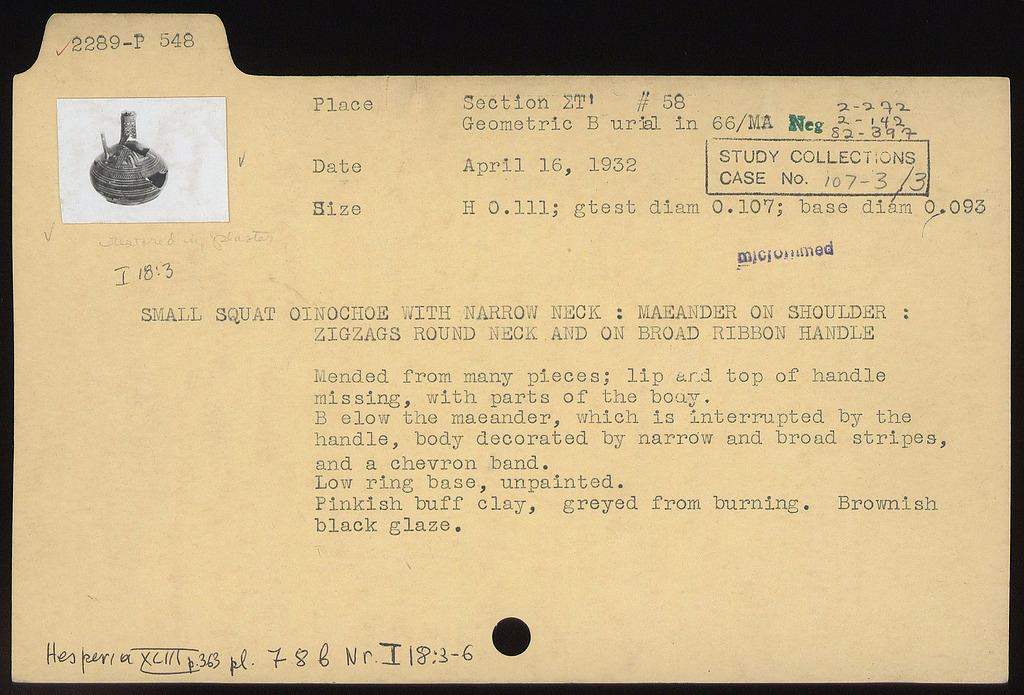 2289-P 548
Place Section ΣΤ' # 58
Geometric B urial in 66/MA Neg 2-292
2-142
82-397
Date April 16, 1932
STUDY COLLECTIONS
CASE No. 107-3/3
Size H 0.111; gtest diam 0.107; base diam 0.093
restored in plaster
microfilmed
I 18:3
SMALL SQUAT OINOCHOE WITH NARROW NECK : MAEANDER ON SHOULDER :
ZIGZAGS ROUND NECK AND ON BROAD RIBBON HANDLE
Mended from many pieces; lip and top of handle
missing, with parts of the body.
B elow the maeander, which is interrupted by the
handle, body decorated by narrow and broad stripes,
and a chevron band.
Low ring base, unpainted.
Pinkish buff clay, greyed from burning. Brownish
black glaze.
Hesperia XLIII p.363 pl. 78 b Nr. I 18:3-6